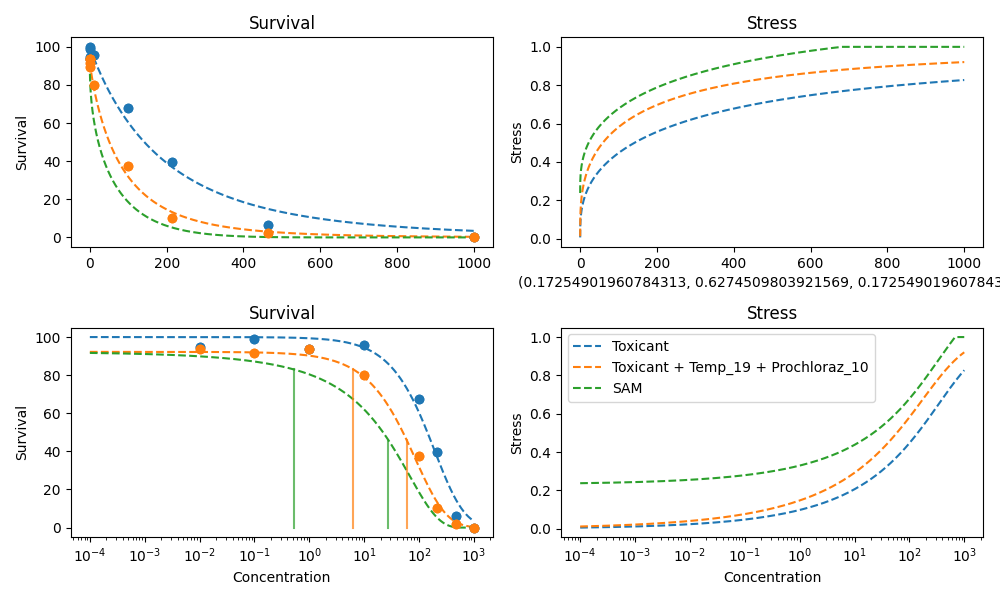 Survival
Survival
100
80
60
40
20
0
0 200 400 600 800 1000
Stress
Stress
1.0
0.8
0.6
0.4
0.2
0.0
0 200 400 600 800 1000
(0.17254901960784313, 0.6274509803921569, 0.172549019607843
Survival
Survival
100
80
60
40
20
0
10⁻⁴ 10⁻³ 10⁻² 10⁻¹ 10⁰ 10¹ 10² 10³
Concentration
Stress
Stress
1.0
0.8
0.6
0.4
0.2
0.0
Toxicant
Toxicant + Temp_19 + Prochloraz_10
SAM
10⁻⁴ 10⁻³ 10⁻² 10⁻¹ 10⁰ 10¹ 10² 10³
Concentration